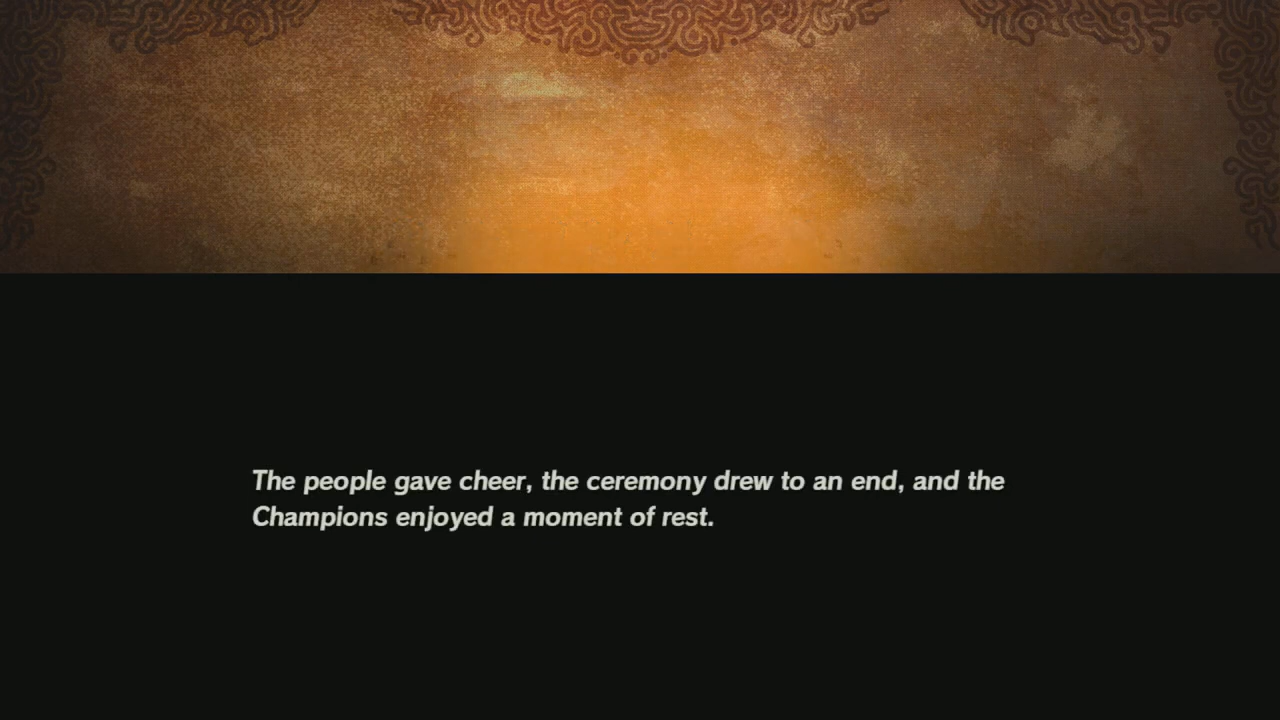 The people gave cheer, the ceremony drew to an end, and the
Champions enjoyed a moment of rest.